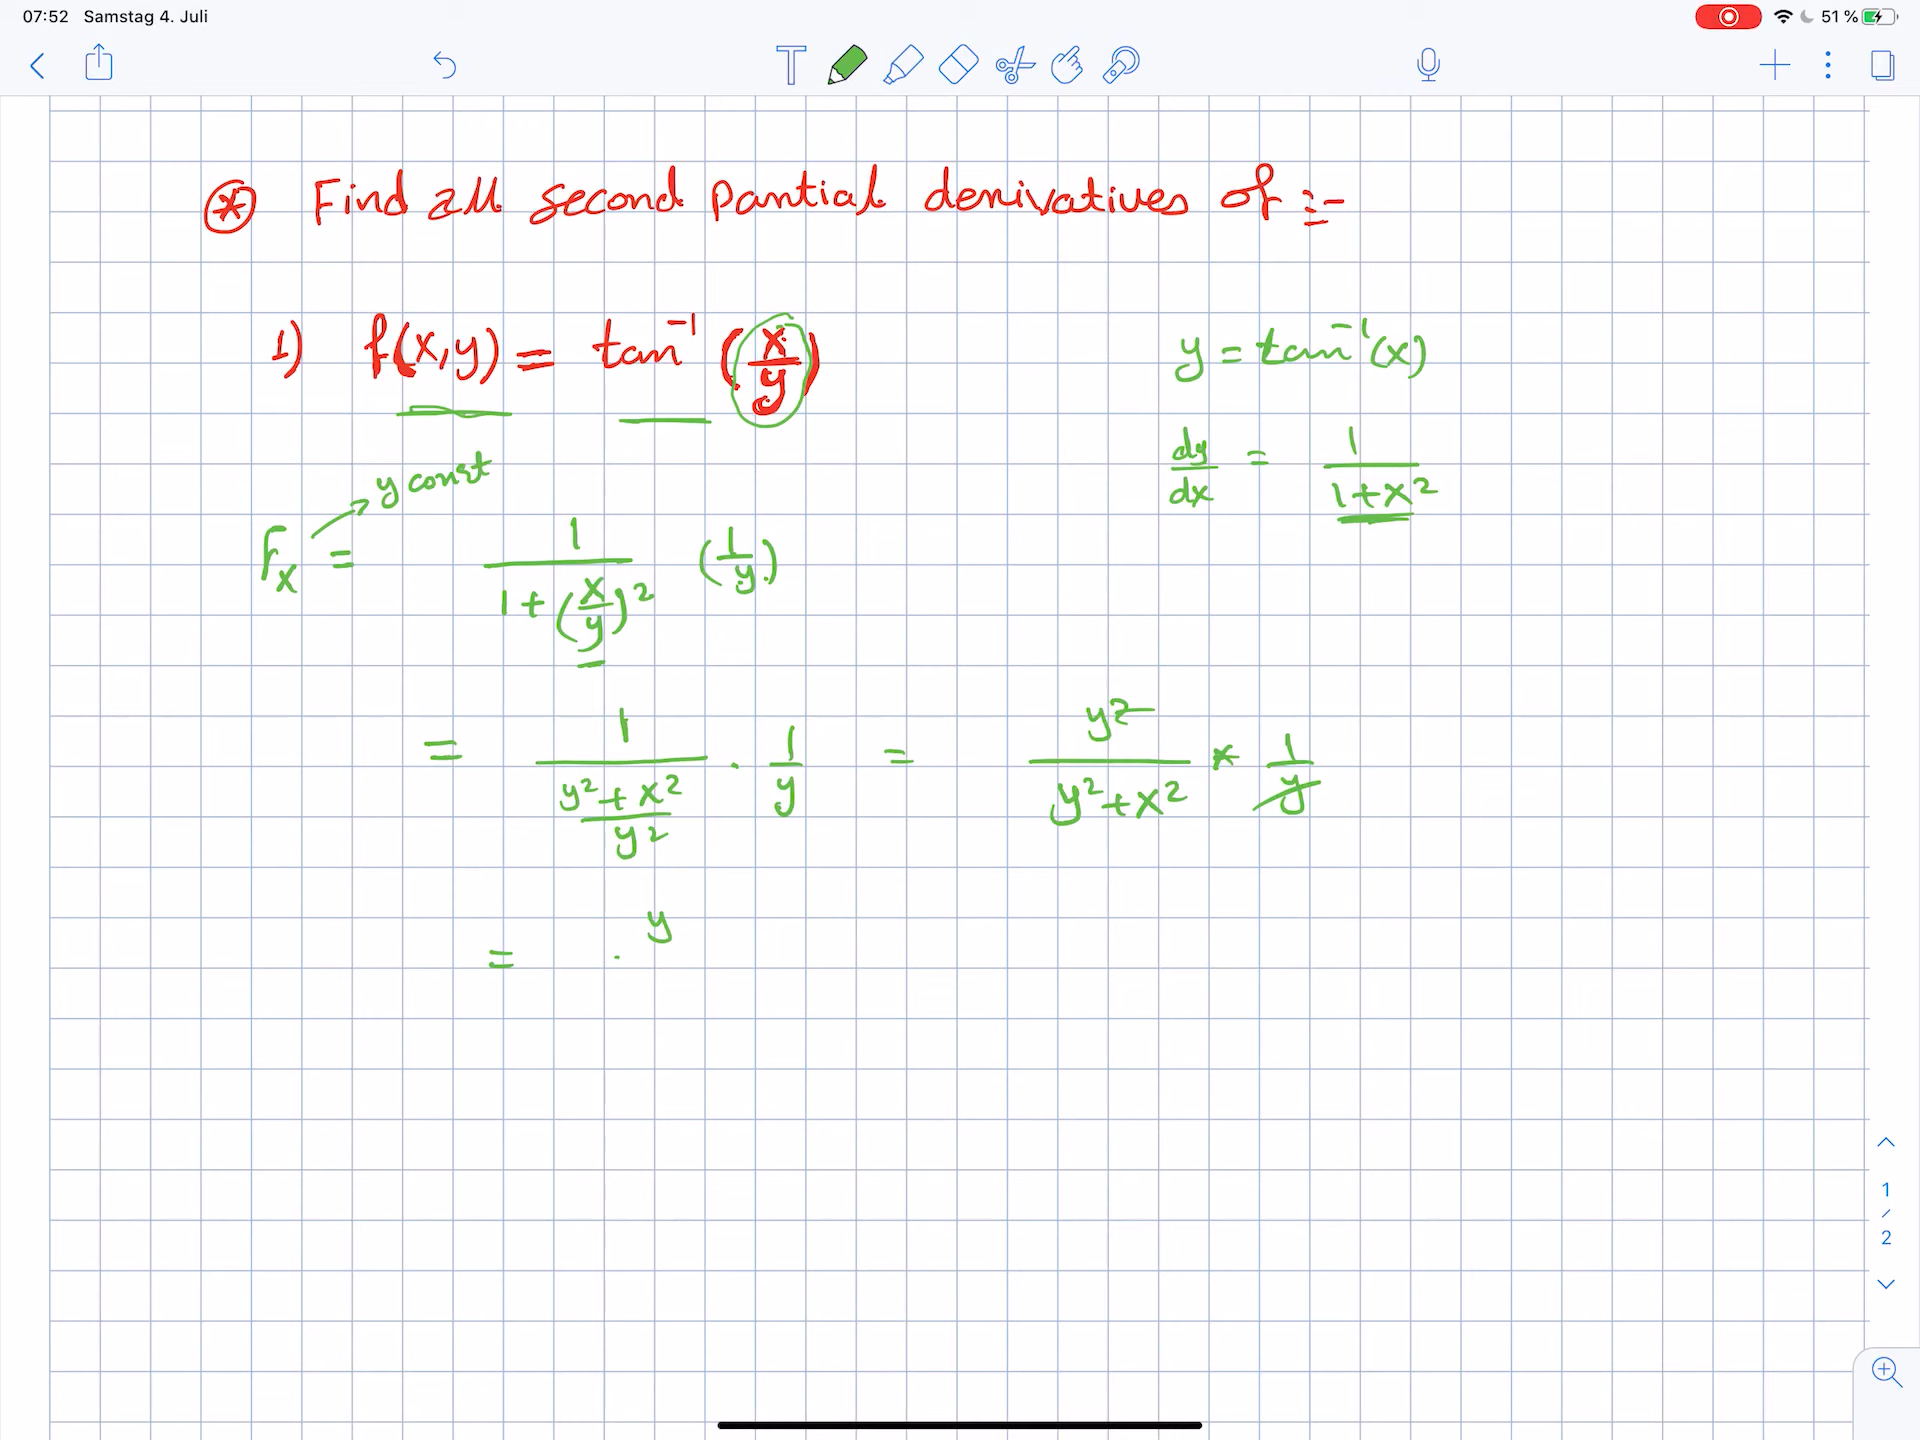 07:52 Samstag 4. Juli 51 %
T
* Find all second partial derivatives of :-
1) f(x,y) = tan⁻¹ (x/y)
y = tan⁻¹(x)
dy/dx = 1/(1+x²)
y const
fx = 1/(1+(x/y)²) (1/y)
= 1/((y²+x²)/y²) · 1/y = y²/(y²+x²) * 1/y
= y
1
/
2